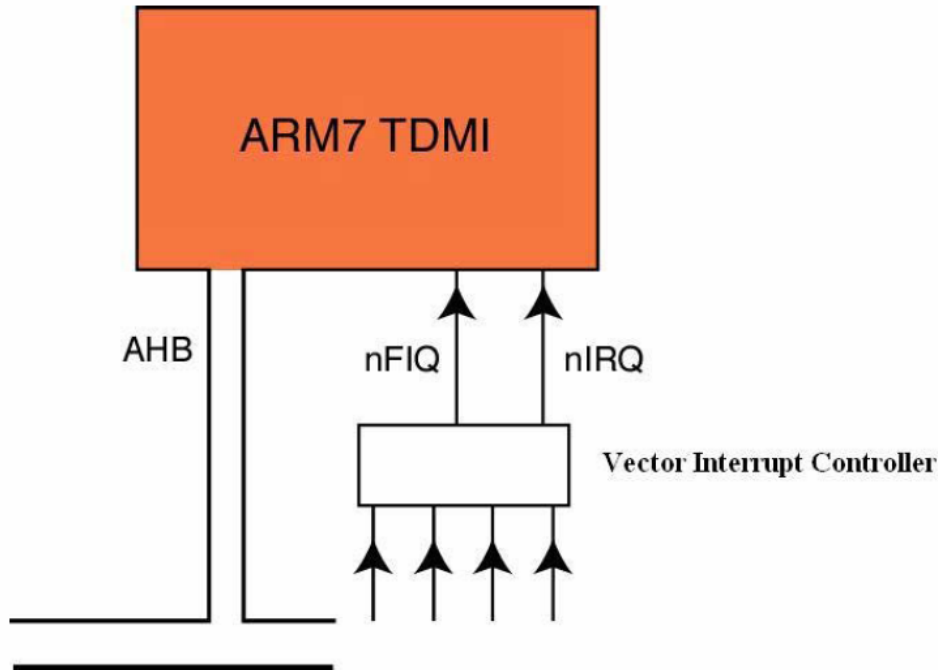 ARM7 TDMI
AHB
nFIQ
nIRQ
Vector Interrupt Controller